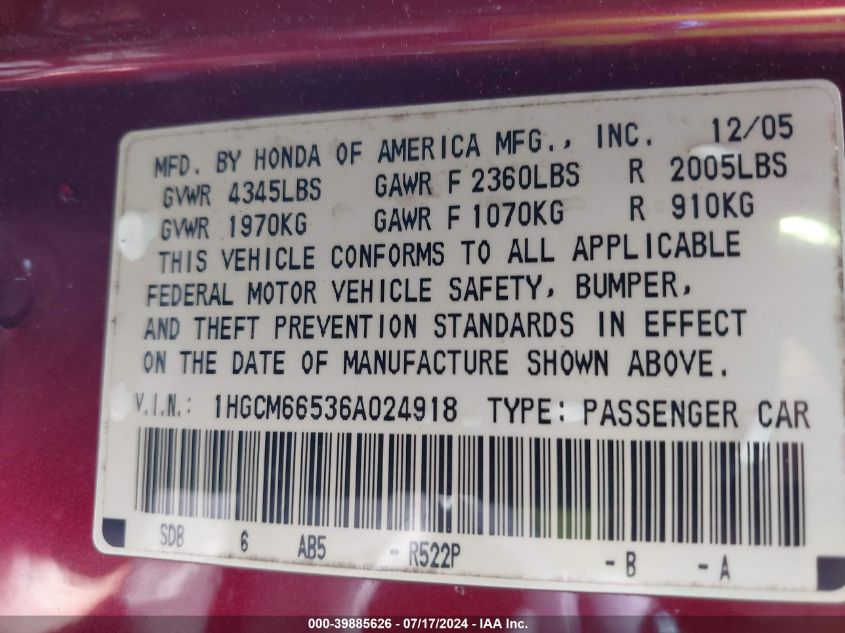 MFD. BY HONDA OF AMERICA MFG., INC. 12/05
GVWR 4345LBS GAWR F 2360LBS R 2005LBS
GVWR 1970KG GAWR F 1070KG R 910KG
THIS VEHICLE CONFORMS TO ALL APPLICABLE
FEDERAL MOTOR VEHICLE SAFETY, BUMPER,
AND THEFT PREVENTION STANDARDS IN EFFECT
ON THE DATE OF MANUFACTURE SHOWN ABOVE.
V.I.N.: 1HGCM66536A024918 TYPE: PASSENGER CAR
SDB 6 AB5 - R522P - B - A
000-39885626 - 07/17/2024 - IAA Inc.